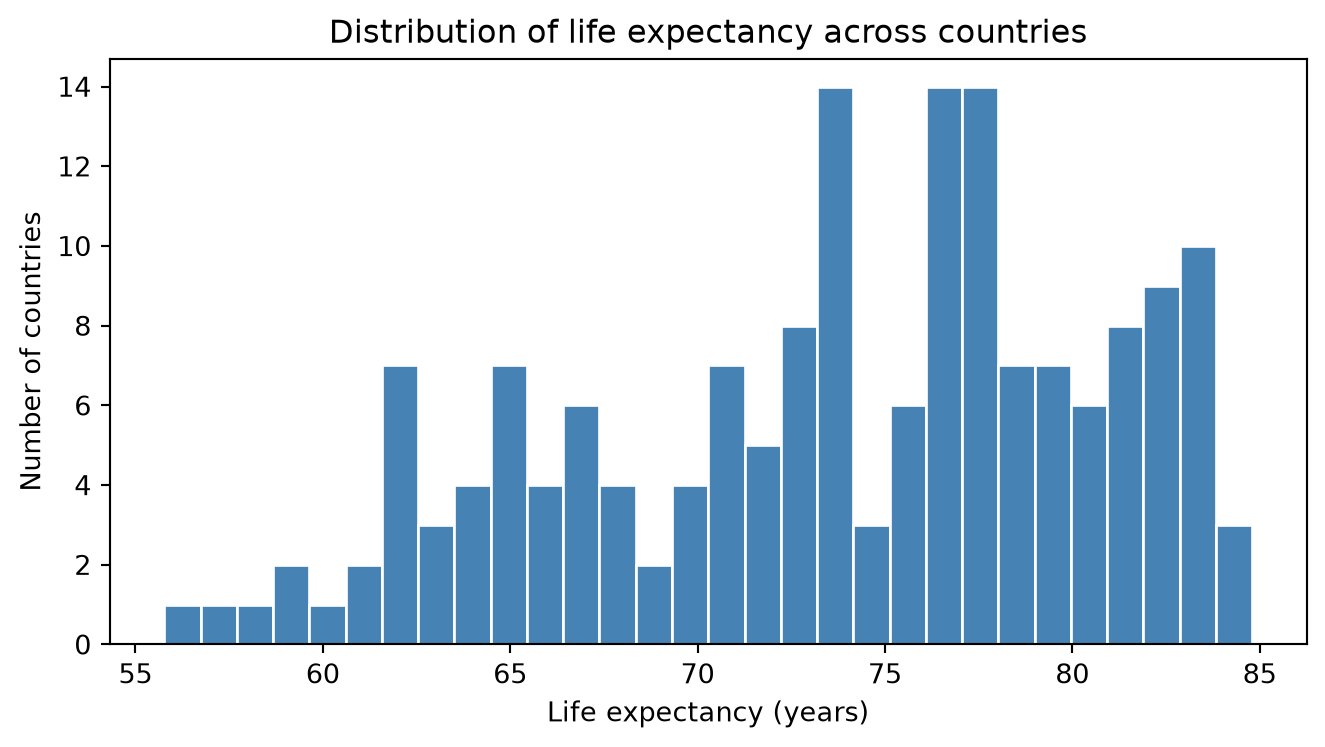 Distribution of life expectancy across countries
Number of countries
14
12
10
8
6
4
2
0
55 60 65 70 75 80 85
Life expectancy (years)